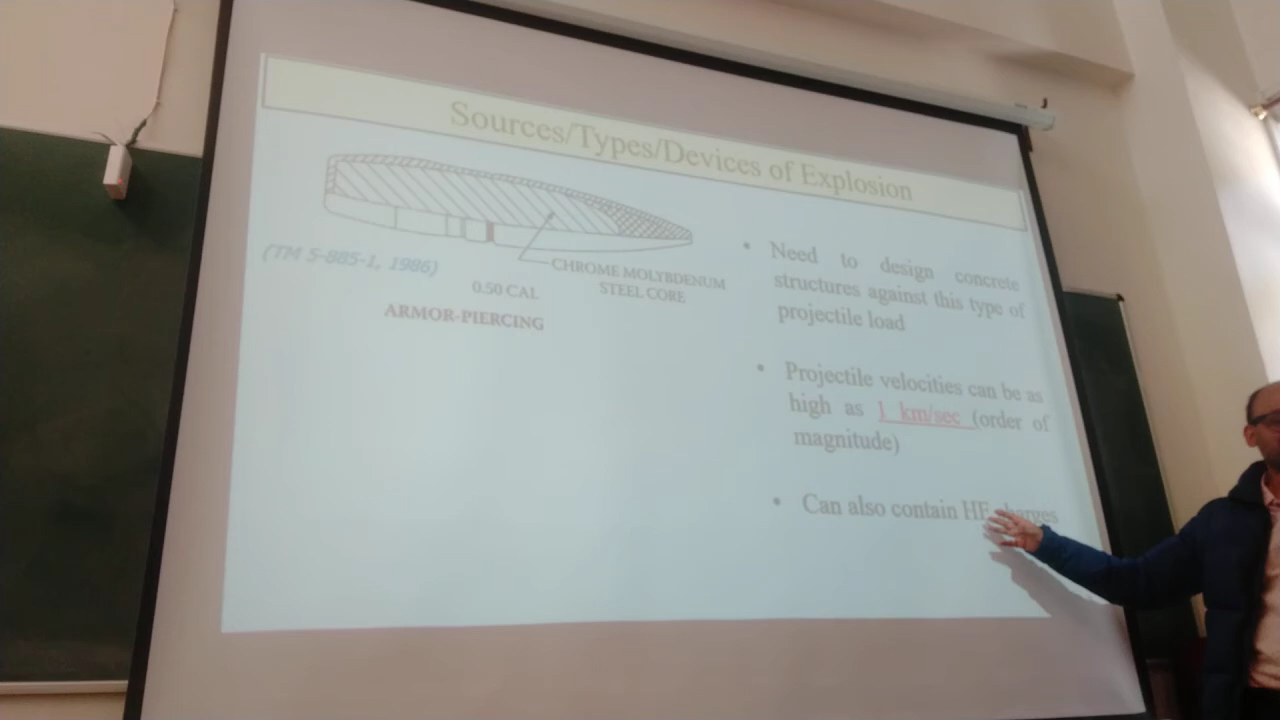 Sources/Types/Devices of Explosion
(TM 5-885-1, 1986)
CHROME MOLYBDENUM
STEEL CORE
0.50 CAL
ARMOR-PIERCING
• Need to design concrete
structures against this type of
projectile load
• Projectile velocities can be as
high as 1 km/sec (order of
magnitude)
• Can also contain HE charges